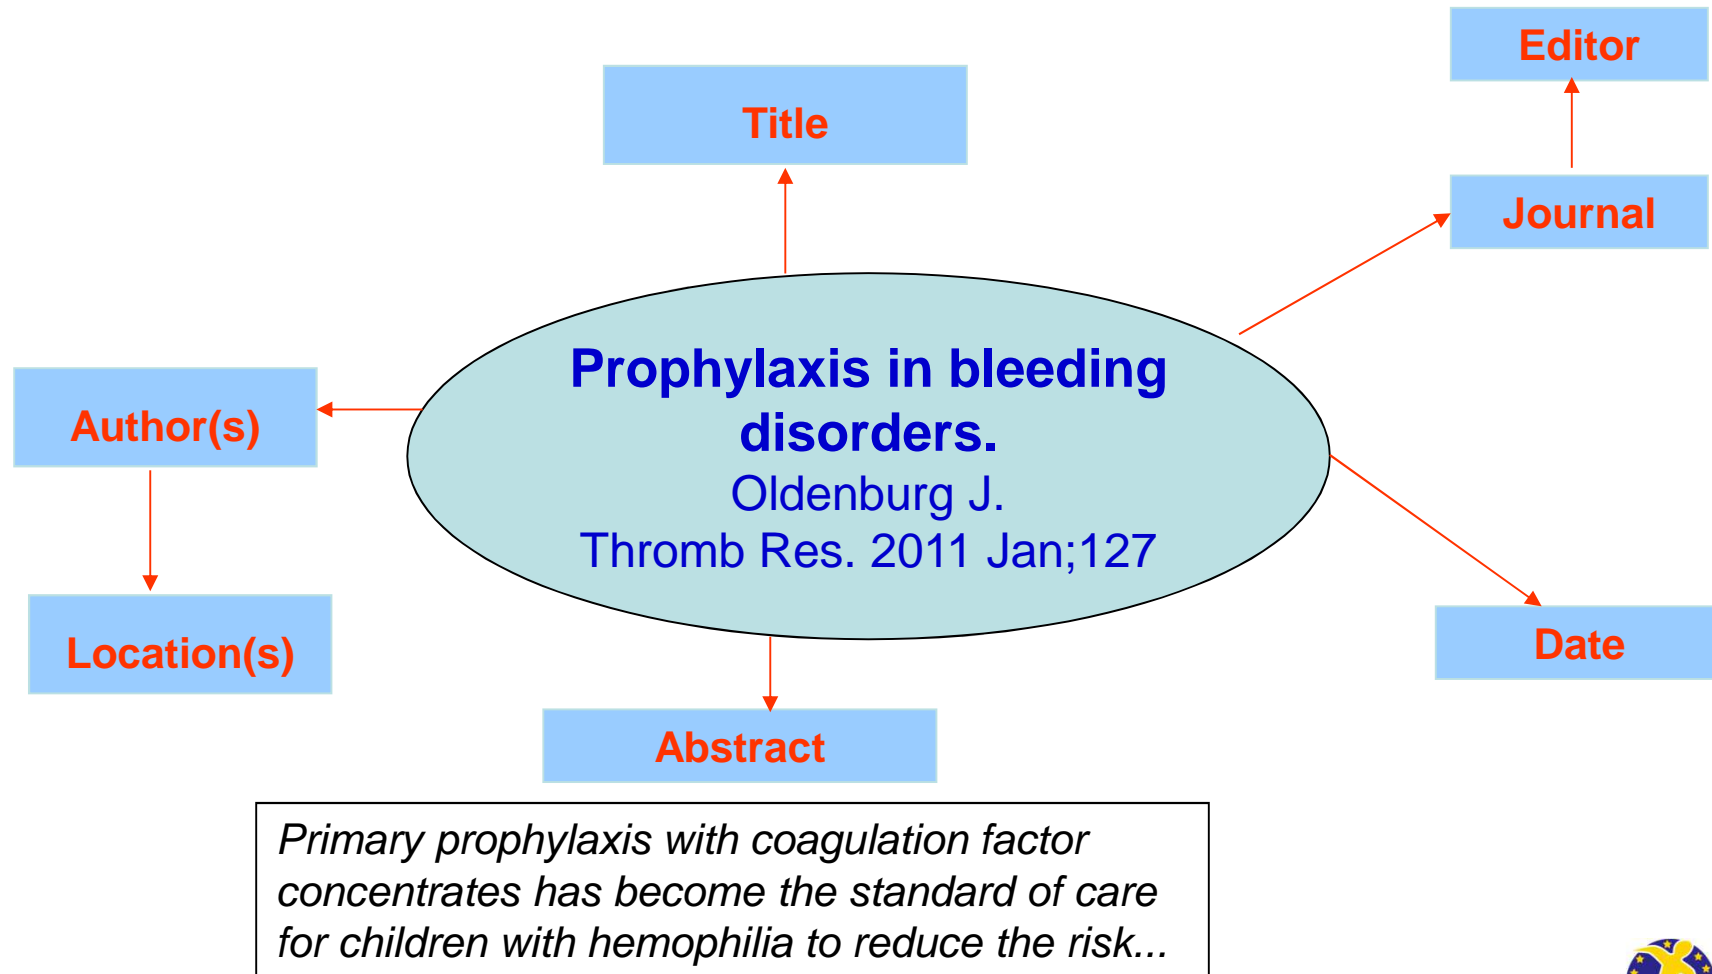 Editor
Title
Journal
Prophylaxis in bleeding
disorders.
Oldenburg J.
Thromb Res. 2011 Jan;127
Author(s)
Location(s)
Date
Abstract
Primary prophylaxis with coagulation factor
concentrates has become the standard of care
for children with hemophilia to reduce the risk...